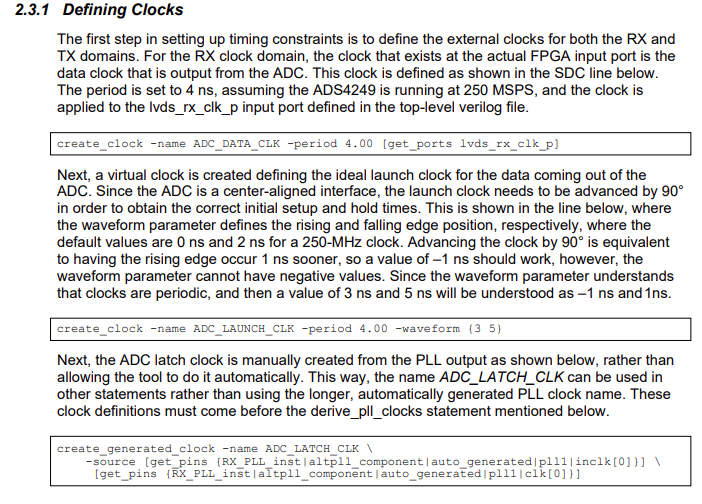 2.3.1 Defining Clocks
The first step in setting up timing constraints is to define the external clocks for both the RX and
TX domains. For the RX clock domain, the clock that exists at the actual FPGA input port is the
data clock that is output from the ADC. This clock is defined as shown in the SDC line below.
The period is set to 4 ns, assuming the ADS4249 is running at 250 MSPS, and the clock is
applied to the lvds_rx_clk_p input port defined in the top-level verilog file.
create_clock -name ADC_DATA_CLK -period 4.00 [get_ports lvds_rx_clk_p]
Next, a virtual clock is created defining the ideal launch clock for the data coming out of the
ADC. Since the ADC is a center-aligned interface, the launch clock needs to be advanced by 90°
in order to obtain the correct initial setup and hold times. This is shown in the line below, where
the waveform parameter defines the rising and falling edge position, respectively, where the
default values are 0 ns and 2 ns for a 250-MHz clock. Advancing the clock by 90° is equivalent
to having the rising edge occur 1 ns sooner, so a value of –1 ns should work, however, the
waveform parameter cannot have negative values. Since the waveform parameter understands
that clocks are periodic, and then a value of 3 ns and 5 ns will be understood as –1 ns and 1ns.
create_clock -name ADC_LAUNCH_CLK -period 4.00 -waveform {3 5}
Next, the ADC latch clock is manually created from the PLL output as shown below, rather than
allowing the tool to do it automatically. This way, the name ADC_LATCH_CLK can be used in
other statements rather than using the longer, automatically generated PLL clock name. These
clock definitions must come before the derive_pll_clocks statement mentioned below.
create_generated_clock -name ADC_LATCH_CLK \
-source [get_pins {RX_PLL_inst|altpll_component|auto_generated|pll1|inclk[0]}] \
[get_pins {RX_PLL_inst|altpll_component|auto_generated|pll1|clk[0]}]